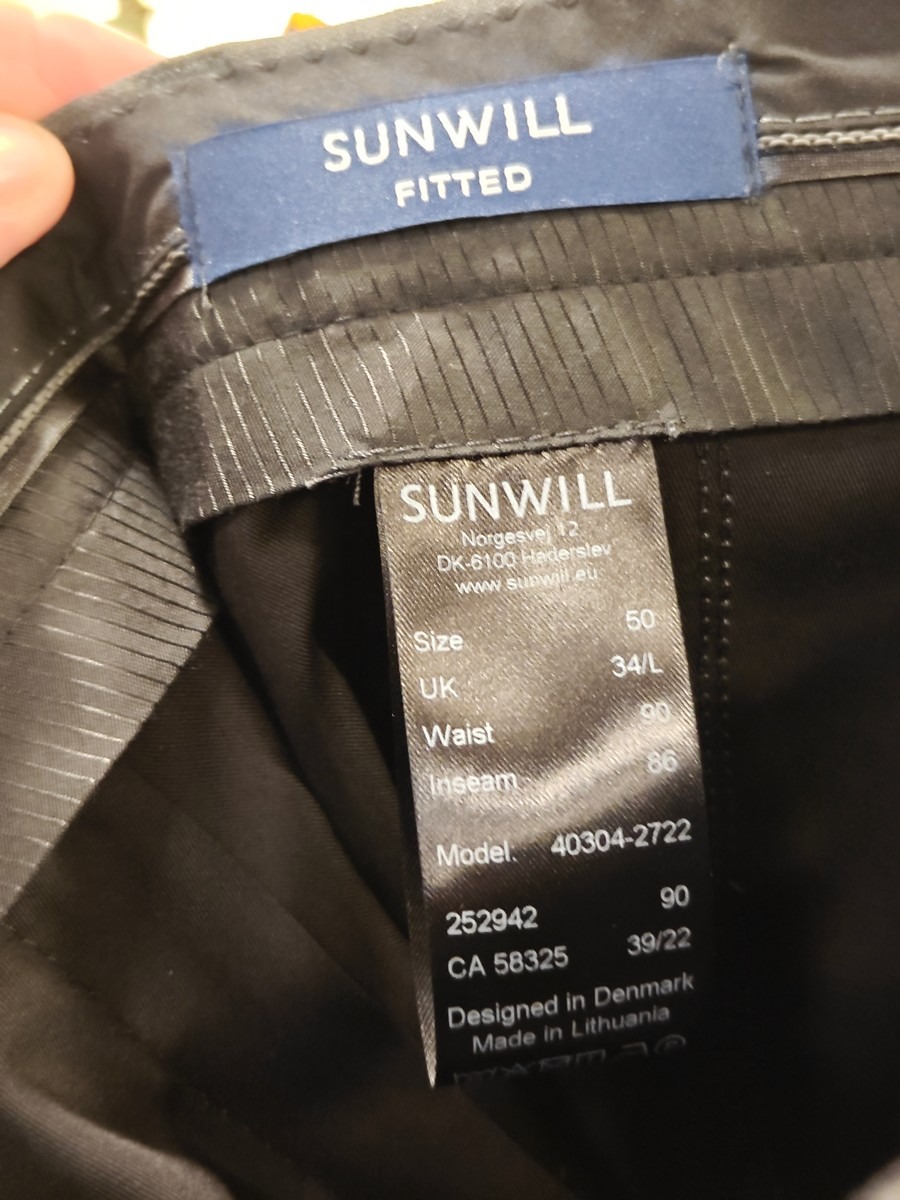 SUNWILL
FITTED
SUNWILL
Norgesvej 12
DK-6100 Haderslev
www.sunwill.eu
Size 50
UK 34/L
Waist 90
Inseam 86
Model. 40304-2722
252942 90
CA 58325 39/22
Designed in Denmark
Made in Lithuania